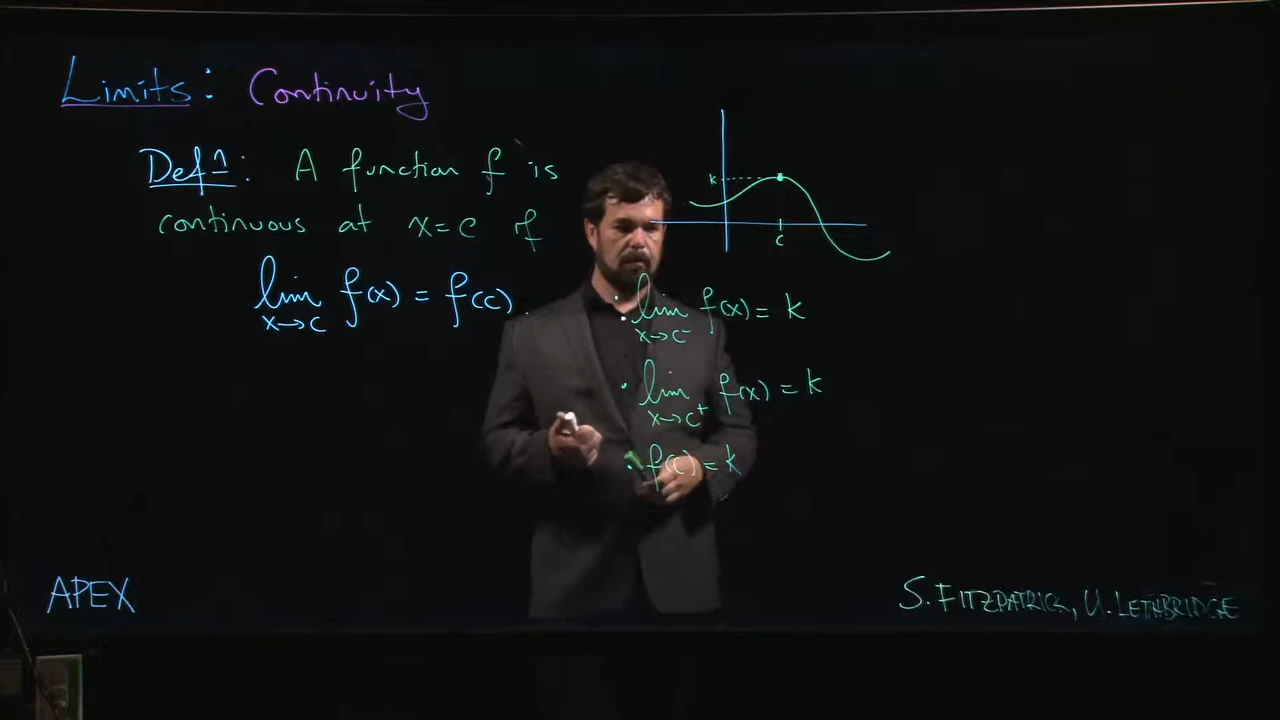 Limits: Continuity
Defⁿ: A function f is
continuous at x=c if
lim f(x) = f(c).
x→c
k
c
• lim f(x) = k
x→c⁻
• lim f(x) = k
x→c⁺
• f(c) = k
APEX
S. FITZPATRICK, U. LETHBRIDGE